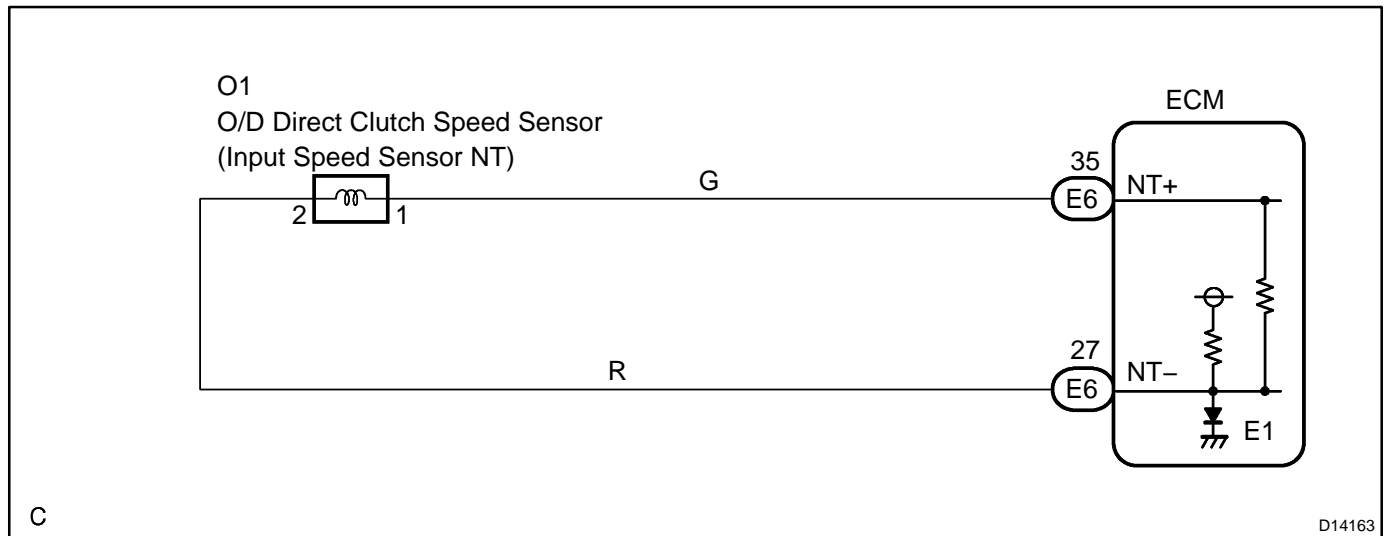 O1
O/D Direct Clutch Speed Sensor
(Input Speed Sensor NT)
2
1
G
R
ECM
35
E6
NT+
27
E6
NT−
E1
C
D14163